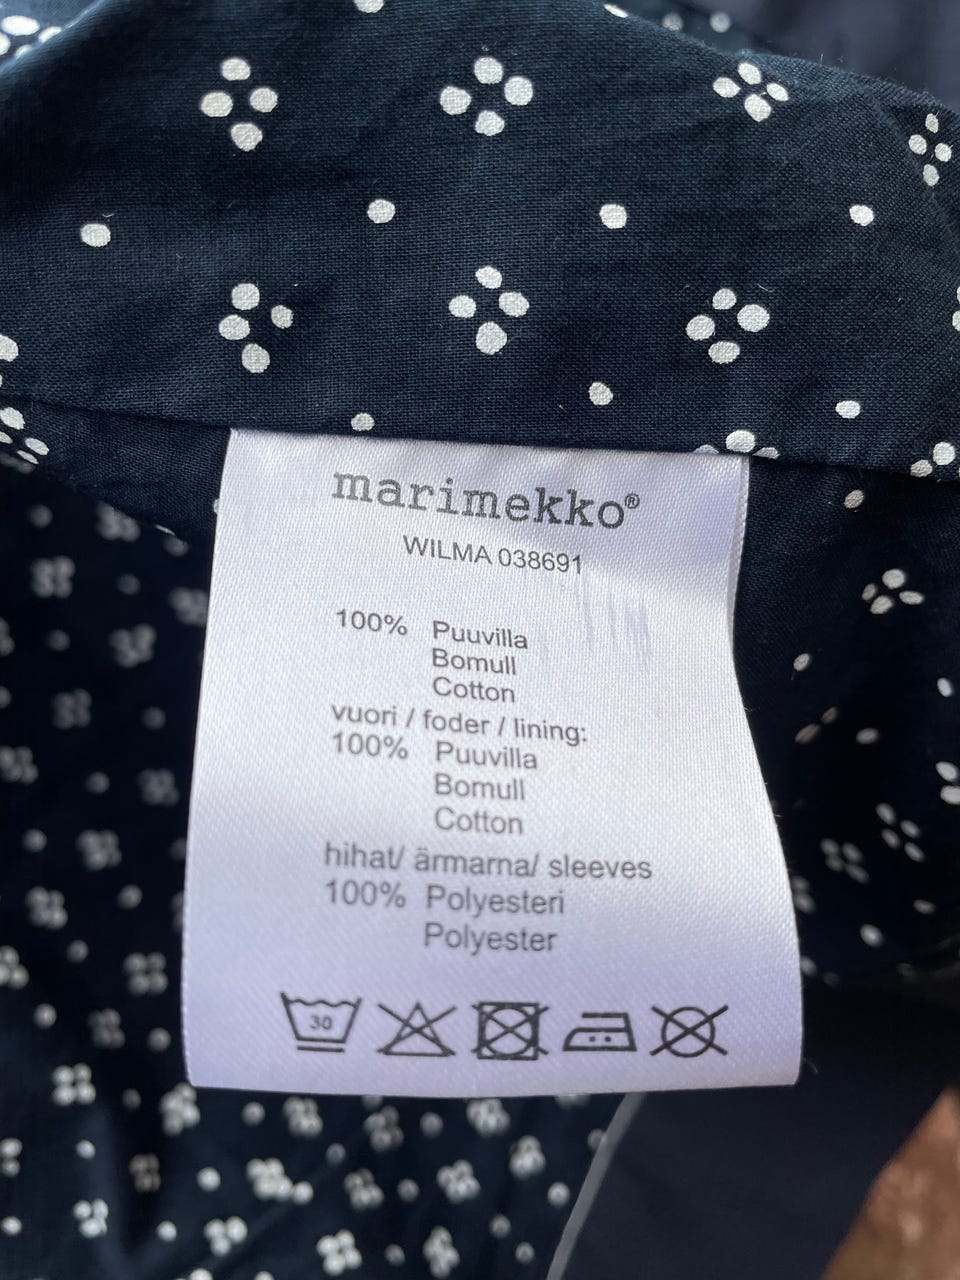 marimekko®
WILMA 038691
100% Puuvilla
Bomull
Cotton
vuori / foder / lining:
100% Puuvilla
Bomull
Cotton
hihat/ ärmarna/ sleeves
100% Polyesteri
Polyester
30